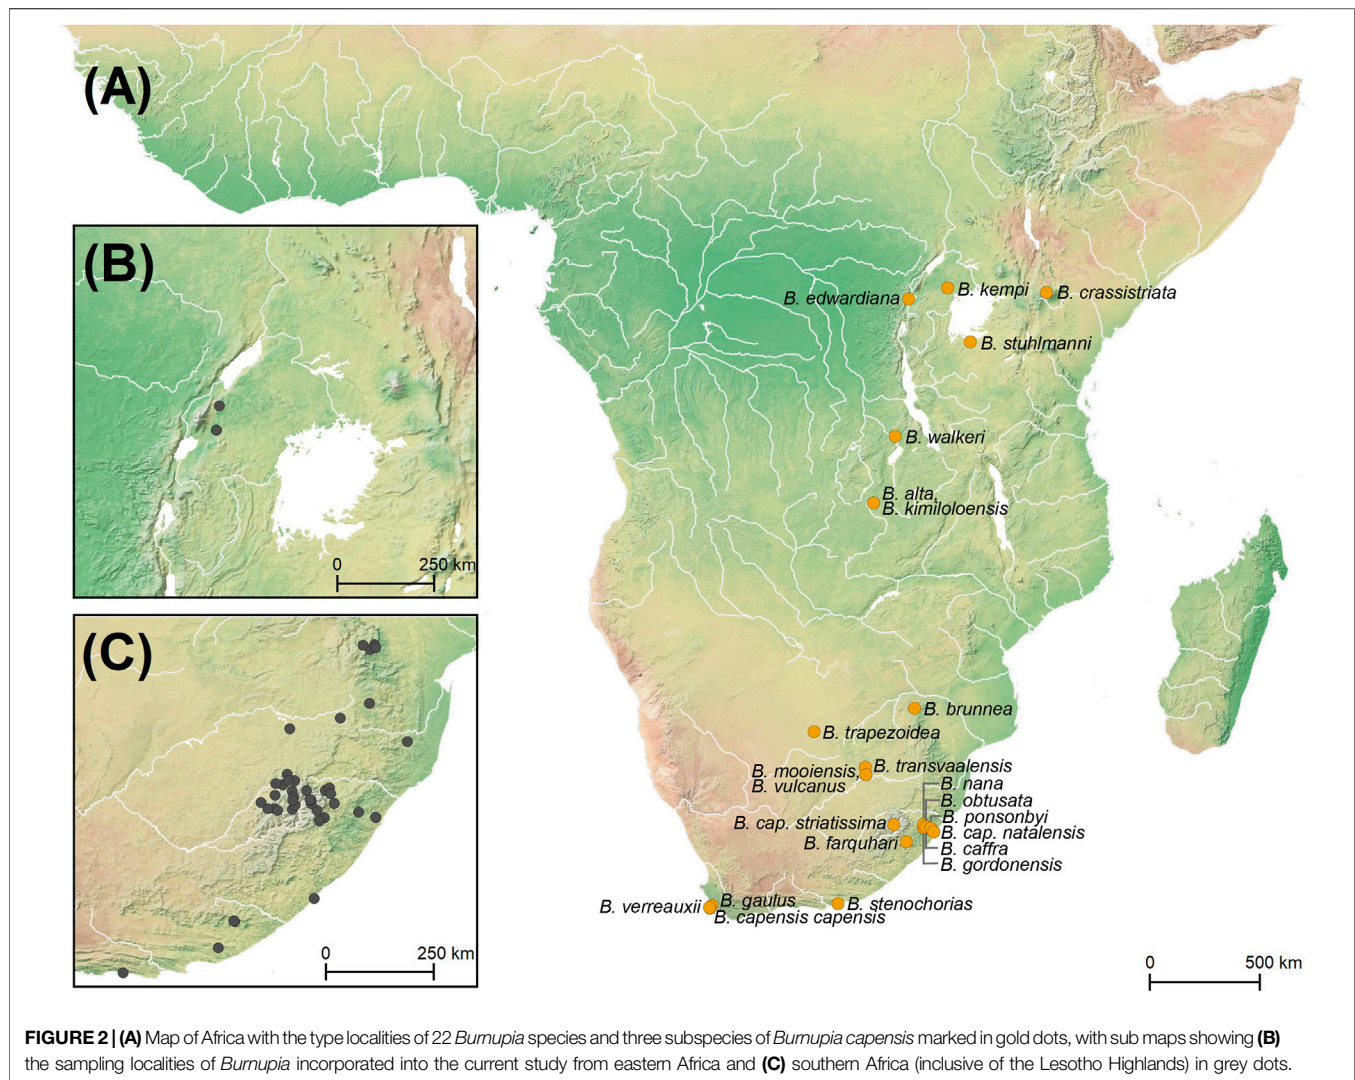 (A)
(B)
0 250 km
(C)
0 250 km
B. edwardiana
B. kempi
B. crassistriata
B. stuhlmanni
B. walkeri
B. alta,
B. kimiloloensis
B. brunnea
B. trapezoidea
B. mooiensis,
B. vulcanus
B. transvaalensis
B. nana
B. obtusata
B. ponsonbyi
B. cap. striatissima
B. cap. natalensis
B. farquhari
B. caffra
B. gordonensis
B. verreauxii
B. gaulus
B. capensis capensis
B. stenochorias
0 500 km
FIGURE 2 | (A) Map of Africa with the type localities of 22 Burnupia species and three subspecies of Burnupia capensis marked in gold dots, with sub maps showing (B)
the sampling localities of Burnupia incorporated into the current study from eastern Africa and (C) southern Africa (inclusive of the Lesotho Highlands) in grey dots.